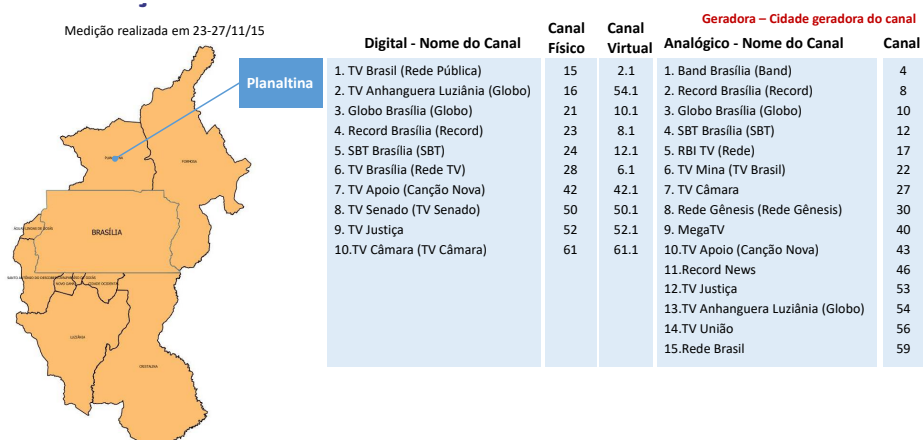 Medição realizada em 23-27/11/15
Planaltina
FORMOSA
BRASÍLIA
LUZIÂNIA
CRISTALINA
Geradora – Cidade geradora do canal
Digital - Nome do Canal Canal Físico Canal Virtual Analógico - Nome do Canal Canal
1. TV Brasil (Rede Pública) 15 2.1 1. Band Brasília (Band) 4
2. TV Anhanguera Luziânia (Globo) 16 54.1 2. Record Brasília (Record) 8
3. Globo Brasília (Globo) 21 10.1 3. Globo Brasília (Globo) 10
4. Record Brasília (Record) 23 8.1 4. SBT Brasília (SBT) 12
5. SBT Brasília (SBT) 24 12.1 5. RBI TV (Rede) 17
6. TV Brasília (Rede TV) 28 6.1 6. TV Mina (TV Brasil) 22
7. TV Apoio (Canção Nova) 42 42.1 7. TV Câmara 27
8. TV Senado (TV Senado) 50 50.1 8. Rede Gênesis (Rede Gênesis) 30
9. TV Justiça 52 52.1 9. MegaTV 40
10.TV Câmara (TV Câmara) 61 61.1 10.TV Apoio (Canção Nova) 43
11.Record News 46
12.TV Justiça 53
13.TV Anhanguera Luziânia (Globo) 54
14.TV União 56
15.Rede Brasil 59